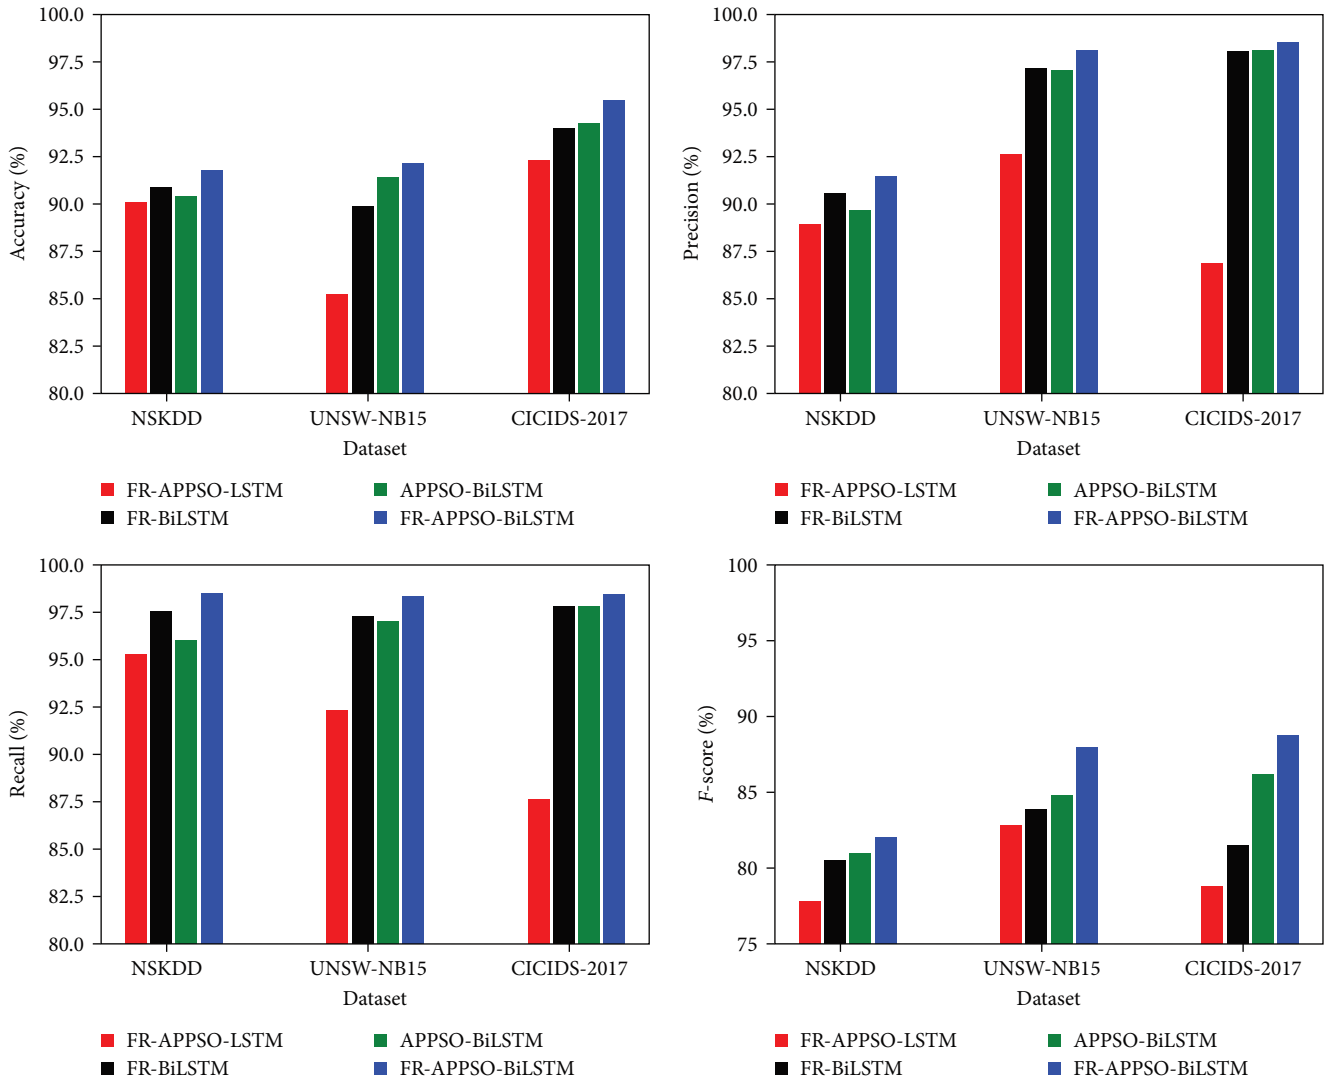 100.0
97.5
95.0
92.5
90.0
87.5
85.0
82.5
80.0
Accuracy (%)
NSKDD UNSW-NB15 CICIDS-2017
Dataset
FR-APPSO-LSTM APPSO-BiLSTM
FR-BiLSTM FR-APPSO-BiLSTM
100.0
97.5
95.0
92.5
90.0
87.5
85.0
82.5
80.0
Precision (%)
NSKDD UNSW-NB15 CICIDS-2017
Dataset
FR-APPSO-LSTM APPSO-BiLSTM
FR-BiLSTM FR-APPSO-BiLSTM
100.0
97.5
95.0
92.5
90.0
87.5
85.0
82.5
80.0
Recall (%)
NSKDD UNSW-NB15 CICIDS-2017
Dataset
FR-APPSO-LSTM APPSO-BiLSTM
FR-BiLSTM FR-APPSO-BiLSTM
100
95
90
85
80
75
F-score (%)
NSKDD UNSW-NB15 CICIDS-2017
Dataset
FR-APPSO-LSTM APPSO-BiLSTM
FR-BiLSTM FR-APPSO-BiLSTM